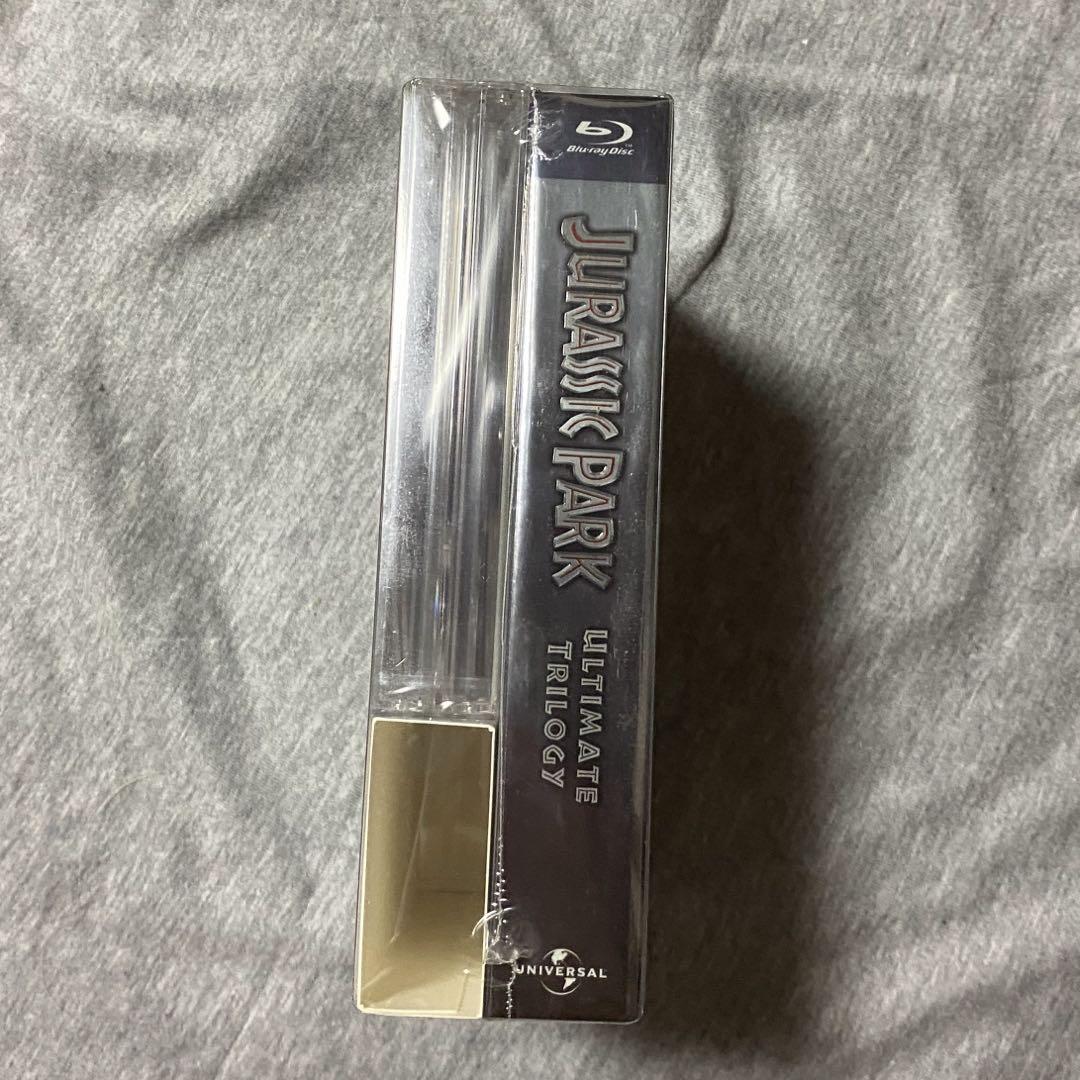 Blu-ray Disc
JURASSIC PARK
ULTIMATE
TRILOGY
UNIVERSAL